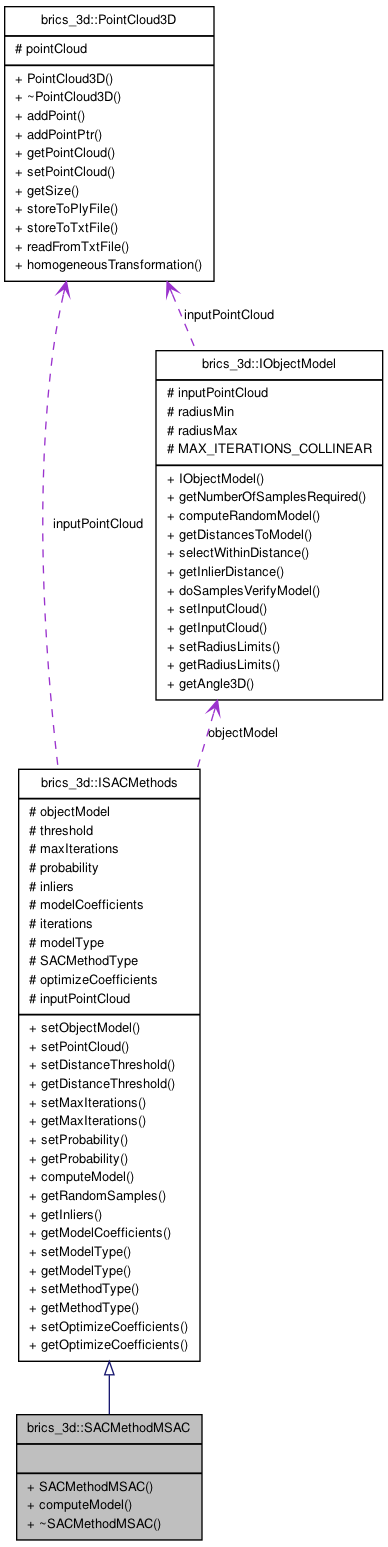 brics_3d::PointCloud3D
# pointCloud
+ PointCloud3D()
+ ~PointCloud3D()
+ addPoint()
+ addPointPtr()
+ getPointCloud()
+ setPointCloud()
+ getSize()
+ storeToPlyFile()
+ storeToTxtFile()
+ readFromTxtFile()
+ homogeneousTransformation()
inputPointCloud
brics_3d::IObjectModel
# inputPointCloud
# radiusMin
# radiusMax
# MAX_ITERATIONS_COLLINEAR
+ IObjectModel()
+ getNumberOfSamplesRequired()
+ computeRandomModel()
+ getDistancesToModel()
+ selectWithinDistance()
+ getInlierDistance()
+ doSamplesVerifyModel()
+ setInputCloud()
+ getInputCloud()
+ setRadiusLimits()
+ getRadiusLimits()
+ getAngle3D()
inputPointCloud
objectModel
brics_3d::ISACMethods
# objectModel
# threshold
# maxIterations
# probability
# inliers
# modelCoefficients
# iterations
# modelType
# SACMethodType
# optimizeCoefficients
# inputPointCloud
+ setObjectModel()
+ setPointCloud()
+ setDistanceThreshold()
+ getDistanceThreshold()
+ setMaxIterations()
+ getMaxIterations()
+ setProbability()
+ getProbability()
+ computeModel()
+ getRandomSamples()
+ getInliers()
+ getModelCoefficients()
+ setModelType()
+ getModelType()
+ setMethodType()
+ getMethodType()
+ setOptimizeCoefficients()
+ getOptimizeCoefficients()
brics_3d::SACMethodMSAC
+ SACMethodMSAC()
+ computeModel()
+ ~SACMethodMSAC()